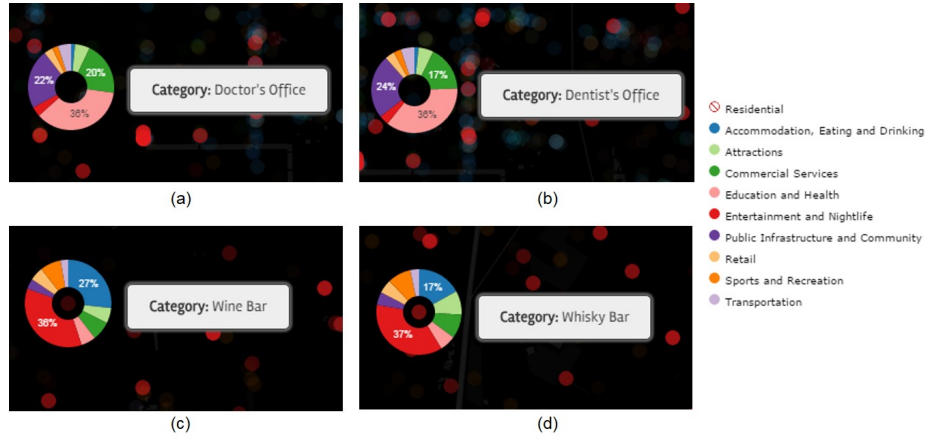 20%
22%
36%
Category: Doctor's Office
(a)
17%
24%
36%
Category: Dentist's Office
(b)
Residential
Accommodation, Eating and Drinking
Attractions
Commercial Services
Education and Health
Entertainment and Nightlife
Public Infrastructure and Community
Retail
Sports and Recreation
Transportation
27%
36%
Category: Wine Bar
(c)
17%
37%
Category: Whisky Bar
(d)